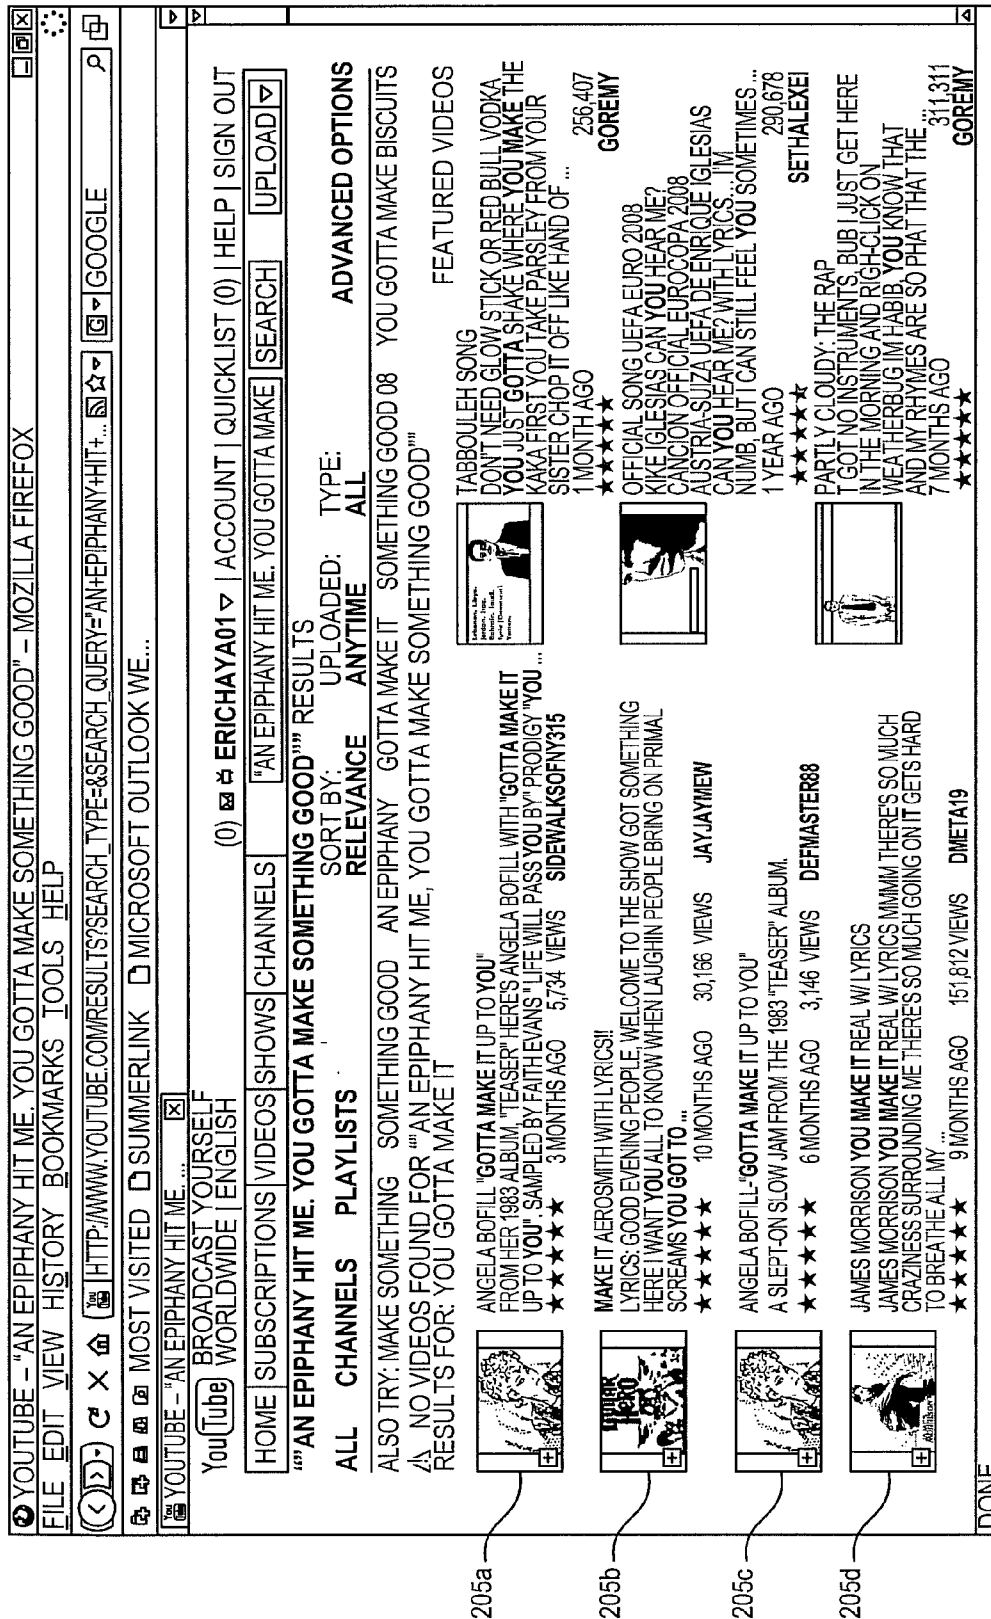 YOUTUBE – "AN EPIPHANY HIT ME. YOU GOTTA MAKE SOMETHING GOOD" – MOZILLA FIREFOX
FILE EDIT VIEW HISTORY BOOKMARKS TOOLS HELP
HTTP://WWW.YOUTUBE.COM/RESULTS?SEARCH_TYPE=&SEARCH_QUERY="AN+EPIPHANY+HIT+...
G GOOGLE
MOST VISITED SUMMERLINK MICROSOFT OUTLOOK WE...
YOUTUBE – "AN EPIPHANY HIT ME. ...
YouTube BROADCAST YOURSELF
WORLDWIDE | ENGLISH
(0) ERICHAYA01 | ACCOUNT | QUICKLIST (0) | HELP | SIGN OUT
HOME SUBSCRIPTIONS VIDEOS SHOWS CHANNELS
"AN EPIPHANY HIT ME. YOU GOTTA MAKE SEARCH UPLOAD
""AN EPIPHANY HIT ME. YOU GOTTA MAKE SOMETHING GOOD"" RESULTS
SORT BY: UPLOADED: TYPE:
ALL CHANNELS PLAYLISTS RELEVANCE ANYTIME ALL ADVANCED OPTIONS
ALSO TRY: MAKE SOMETHING SOMETHING GOOD AN EPIPHANY GOTTA MAKE IT SOMETHING GOOD 08 YOU GOTTA MAKE BISCUITS
NO VIDEOS FOUND FOR ""AN EPIPHANY HIT ME, YOU GOTTA MAKE SOMETHING GOOD""
RESULTS FOR: YOU GOTTA MAKE IT
FEATURED VIDEOS
205a
ANGELA BOFILL "GOTTA MAKE IT UP TO YOU"
FROM HER 1983 ALBUM, "TEASER" HERE'S ANGELA BOFILL WITH "GOTTA MAKE IT
UP TO YOU". SAMPLED BY FAITH EVANS "LIFE WILL PASS YOU BY" PRODIGY "YOU ...
★★★★★ 3 MONTHS AGO 5,734 VIEWS SIDEWALKSOFNY315
205b
GUITAR HERO
MAKE IT AEROSMITH WITH LYRICS!!
LYRICS: GOOD EVENING PEOPLE, WELCOME TO THE SHOW GOT SOMETHING
HERE I WANT YOU ALL TO KNOW WHEN LAUGHIN PEOPLE BRING ON PRIMAL
SCREAMS YOU GOT TO...
★★★★★ 10 MONTHS AGO 30,166 VIEWS JAYJAYMEW
205c
ANGELA BOFILL-"GOTTA MAKE IT UP TO YOU"
A SLEPT-ON SLOW JAM FROM THE 1983 "TEASER" ALBUM.
★★★★★ 6 MONTHS AGO 3,146 VIEWS DEFMASTER88
205d
JAMES MORRISON YOU MAKE IT REAL W/ LYRICS
JAMES MORRISON YOU MAKE IT REAL W/LYRICS MMMM THERE'S SO MUCH
CRAZINESS SURROUNDING ME THERE'S SO MUCH GOING ON IT GETS HARD
TO BREATHE ALL MY ...
★★★★★ 9 MONTHS AGO 151,812 VIEWS DMETA19
TABBOULEH SONG
DON'T NEED GLOW STICK OR RED BULL VODKA
YOU JUST GOTTA SHAKE WHERE YOU MAKE THE
KAKA FIRST YOU TAKE PARSLEY FROM YOUR
SISTER CHOP IT OFF LIKE HAND OF ...
1 MONTH AGO 256,407
★★★★★ GOREMY
OFFICIAL SONG UEFA EURO 2008
KIKE IGLESIAS CAN YOU HEAR ME?
CANCION OFFICIAL EUROCOPA 2008
AUSTRIA-SUIZA UEFA DE ENRIQUE IGLESIAS
CAN YOU HEAR ME? WITH LYRICS...I'M
NUMB, BUT I CAN STILL FEEL YOU SOMETIMES ...
1 YEAR AGO 290,678
★★★★★ SETHALEXEI
PARTLY CLOUDY: THE RAP
T GOT NO INSTRUMENTS, BUB I JUST GET HERE
IN THE MORNING AND RIGH-CLICK ON
WEATHERBUG IM HABIB, YOU KNOW THAT
AND MY RHYMES ARE SO PHAT THAT THE ...
7 MONTHS AGO 311,311
★★★★★ GOREMY
DONE